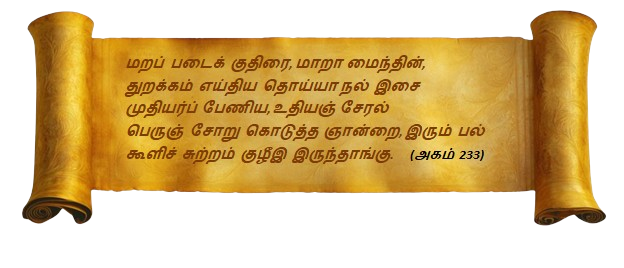 மறப் படைக் குதிரை, மாறா மைந்தின்,
துறக்கம் எய்திய தொய்யா நல் இசை
முதியர்ப் பேணிய, உதியஞ் சேரல்
பெருஞ் சோறு கொடுத்த ஞான்றை, இரும் பல்
கூளிச் சுற்றம் குழீஇ இருந்தாங்கு. (அகம் 233)